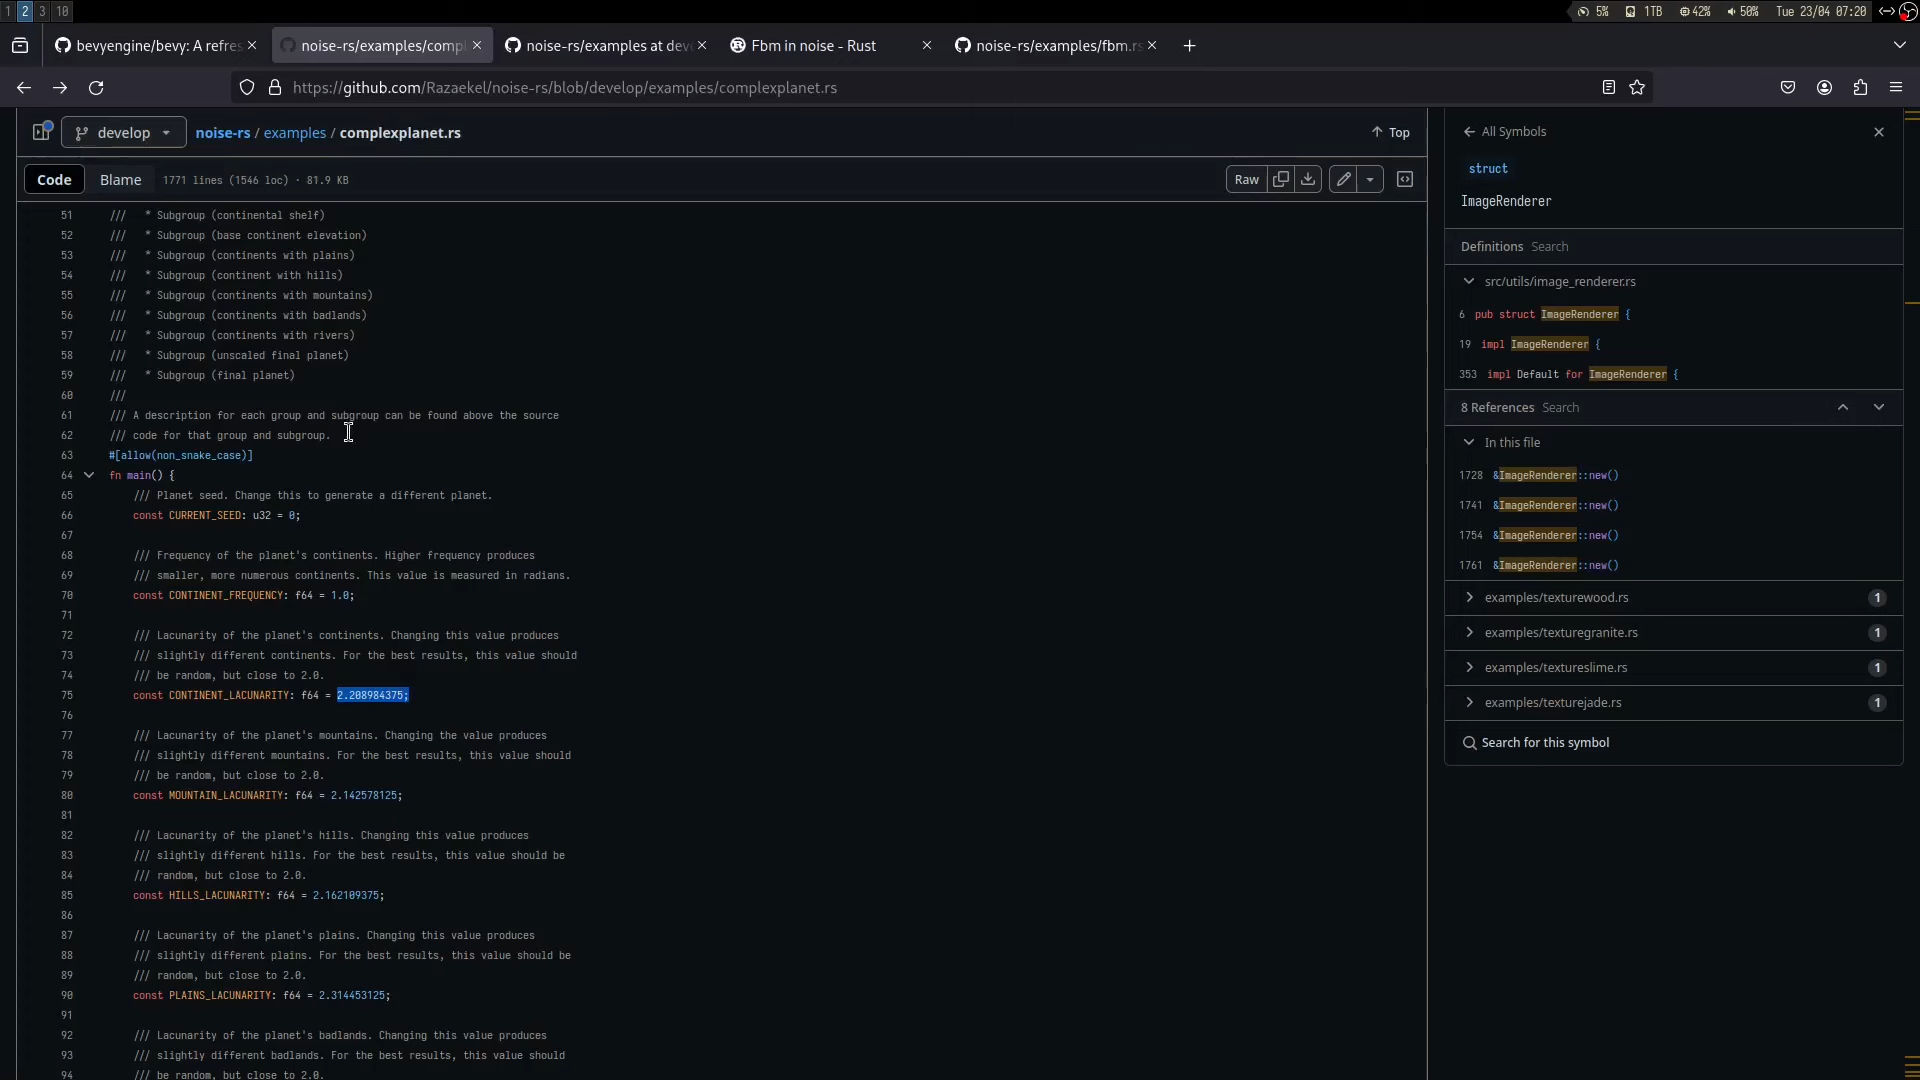 1 2 3 10
5% 1TB 42% 50% Tue 23/04 07:20
bevyengine/bevy: A refres
noise-rs/examples/compl
noise-rs/examples at dev
Fbm in noise - Rust
noise-rs/examples/fbm.rs
https://github.com/Razaekel/noise-rs/blob/develop/examples/complexplanet.rs
develop
noise-rs / examples / complexplanet.rs
Top
Code Blame 1771 lines (1546 loc) · 81.9 KB
Raw
51 /// * Subgroup (continental shelf)
52 /// * Subgroup (base continent elevation)
53 /// * Subgroup (continents with plains)
54 /// * Subgroup (continent with hills)
55 /// * Subgroup (continents with mountains)
56 /// * Subgroup (continents with badlands)
57 /// * Subgroup (continents with rivers)
58 /// * Subgroup (unscaled final planet)
59 /// * Subgroup (final planet)
60 ///
61 /// A description for each group and subgroup can be found above the source
62 /// code for that group and subgroup.
63 #[allow(non_snake_case)]
64 fn main() {
65 /// Planet seed. Change this to generate a different planet.
66 const CURRENT_SEED: u32 = 0;
67
68 /// Frequency of the planet's continents. Higher frequency produces
69 /// smaller, more numerous continents. This value is measured in radians.
70 const CONTINENT_FREQUENCY: f64 = 1.0;
71
72 /// Lacunarity of the planet's continents. Changing this value produces
73 /// slightly different continents. For the best results, this value should
74 /// be random, but close to 2.0.
75 const CONTINENT_LACUNARITY: f64 = 2.208984375;
76
77 /// Lacunarity of the planet's mountains. Changing the value produces
78 /// slightly different mountains. For the best results, this value should
79 /// be random, but close to 2.0.
80 const MOUNTAIN_LACUNARITY: f64 = 2.142578125;
81
82 /// Lacunarity of the planet's hills. Changing this value produces
83 /// slightly different hills. For the best results, this value should be
84 /// random, but close to 2.0.
85 const HILLS_LACUNARITY: f64 = 2.162109375;
86
87 /// Lacunarity of the planet's plains. Changing this value produces
88 /// slightly different plains. For the best results, this value should be
89 /// random, but close to 2.0.
90 const PLAINS_LACUNARITY: f64 = 2.314453125;
91
92 /// Lacunarity of the planet's badlands. Changing this value produces
93 /// slightly different badlands. For the best results, this value should
94 /// be random, but close to 2.0.
All Symbols
struct
ImageRenderer
Definitions Search
src/utils/image_renderer.rs
6 pub struct ImageRenderer {
19 impl ImageRenderer {
353 impl Default for ImageRenderer {
8 References Search
In this file
1728 &ImageRenderer::new()
1741 &ImageRenderer::new()
1754 &ImageRenderer::new()
1761 &ImageRenderer::new()
examples/texturewood.rs 1
examples/texturegranite.rs 1
examples/textureslime.rs 1
examples/texturejade.rs 1
Search for this symbol